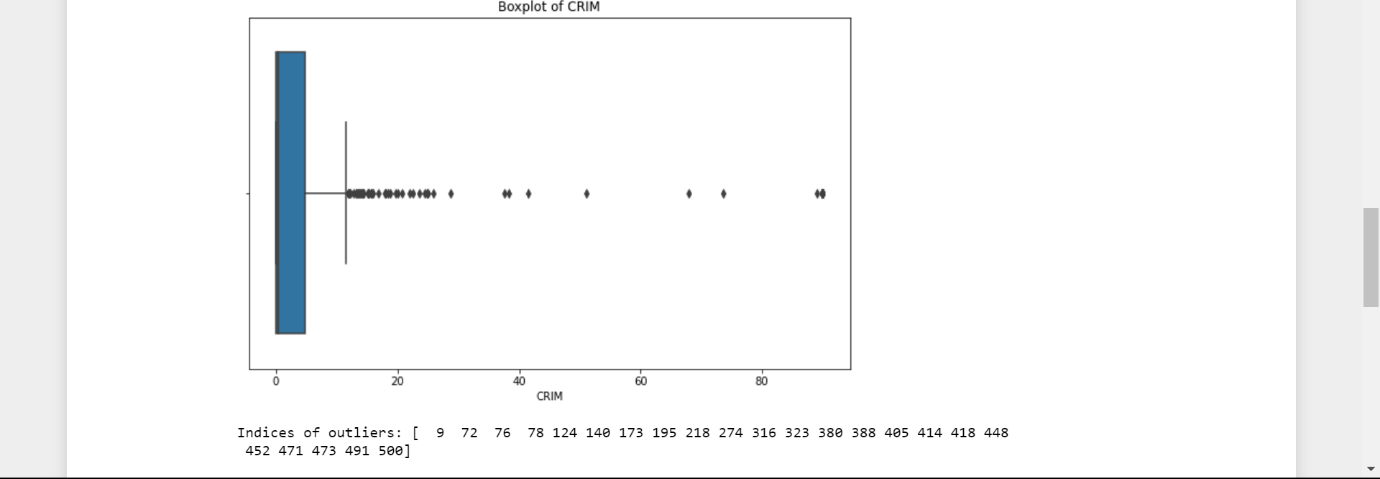 Boxplot of CRIM
0 20 40 60 80
CRIM
Indices of outliers: [  9  72  76  78 124 140 173 195 218 274 316 323 380 388 405 414 418 448
452 471 473 491 500]